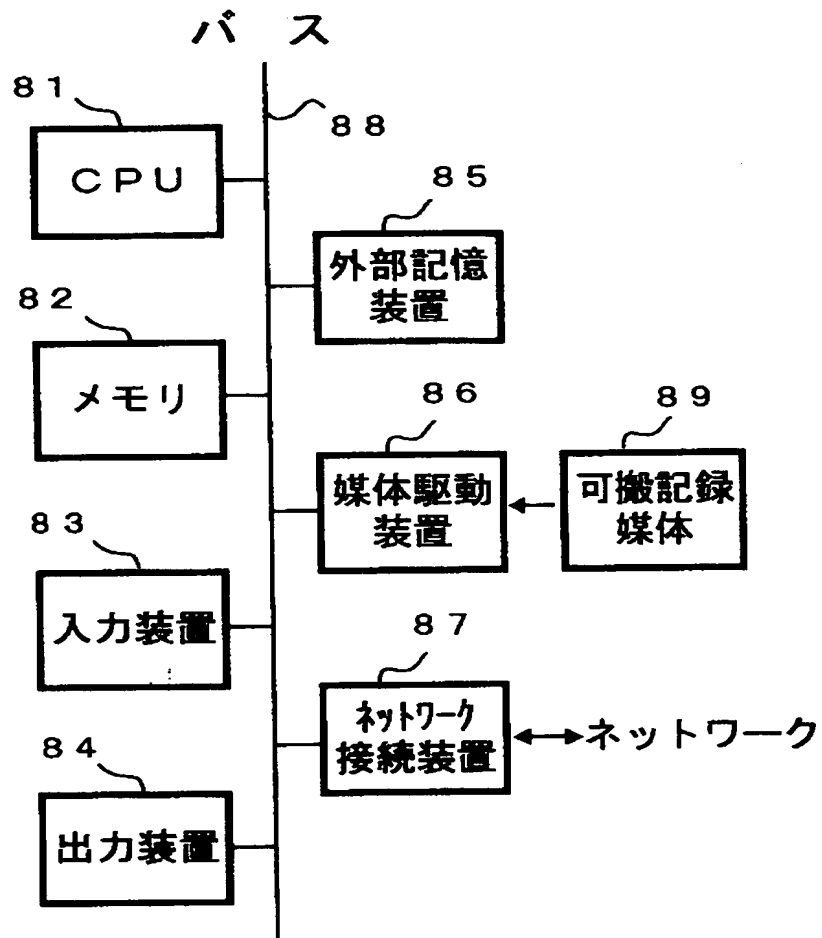 バス
81
88
CPU
85
外部記憶
装置
82
メモリ
86
89
媒体駆動
装置
可搬記録
媒体
83
入力装置
87
ネットワーク
接続装置
ネットワーク
84
出力装置